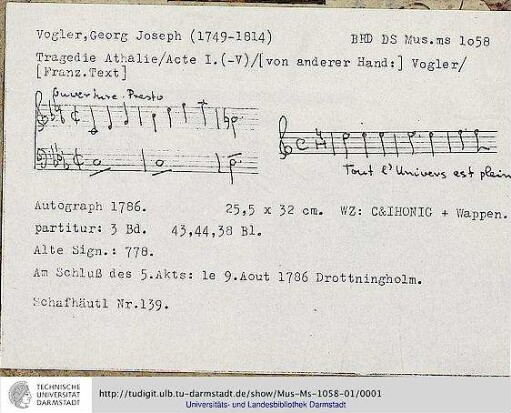 Vogler,Georg Joseph (1749-1814) BRD DS Mus.ms 1o58
Tragedie Athalie/Acte I.(-V)/[von anderer Hand:] Vogler/
[Franz.Text]
Ouverture. Presto
Tout l'Univers est plein
Autograph 1786. 25,5 x 32 cm. WZ: C&IHONIG + Wappen.
partitur: 3 Bd. 43,44,38 Bl.
Alte Sign.: 778.
Am Schluß des 5.Akts: le 9.Aout 1786 Drottningholm.
Schafhäutl Nr.139.
TECHNISCHE
UNIVERSITÄT
DARMSTADT
http://tudigit.ulb.tu-darmstadt.de/show/Mus-Ms-1058-01/0001
Universitäts- und Landesbibliothek Darmstadt